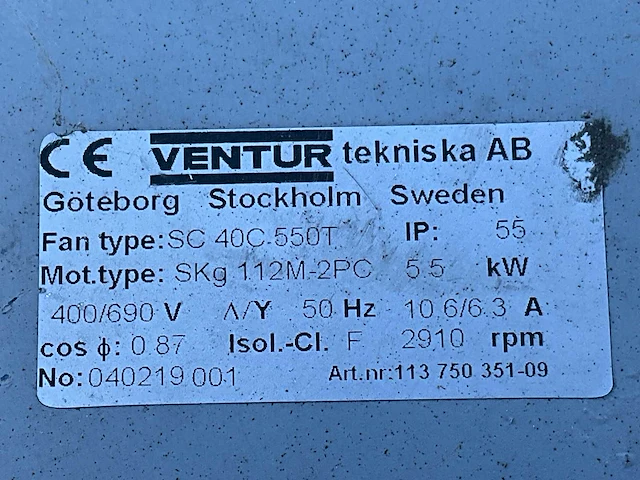 CE VENTUR tekniska AB
Göteborg Stockholm Sweden
Fan type: SC 40C-550T IP: 55
Mot.type: SKg 112M-2PC 5.5 kW
400/690 V Λ/Y 50 Hz 10.6/6.3 A
cos ϕ: 0.87 Isol.-Cl. F 2910 rpm
No: 040219 001 Art.nr:113 750 351-09